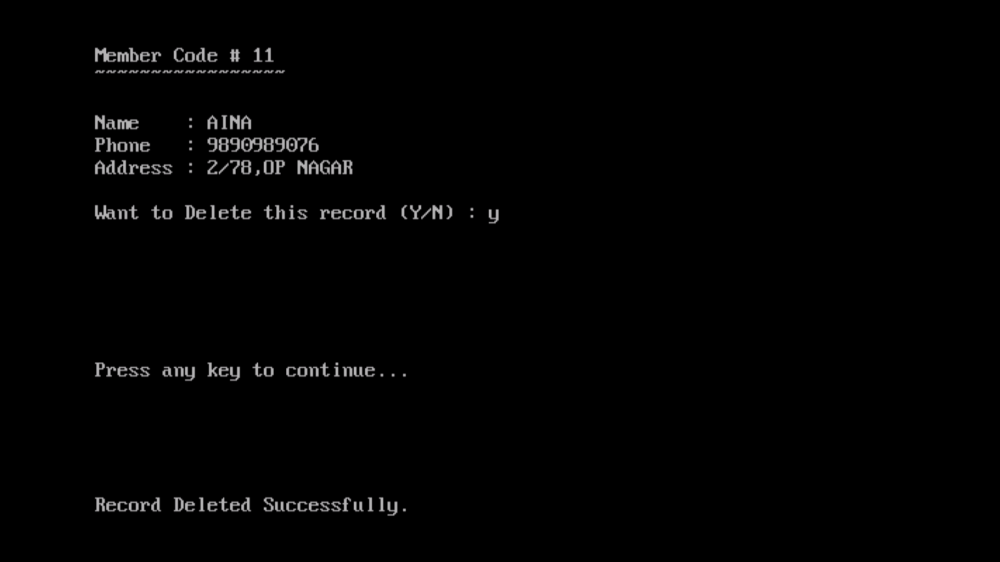 Member Code # 11
~~~~~~~~~~~~~~~~~
Name    : AINA
Phone   : 9890989076
Address : 2/78,OP NAGAR
Want to Delete this record (Y/N) : y
Press any key to continue...
Record Deleted Successfully.